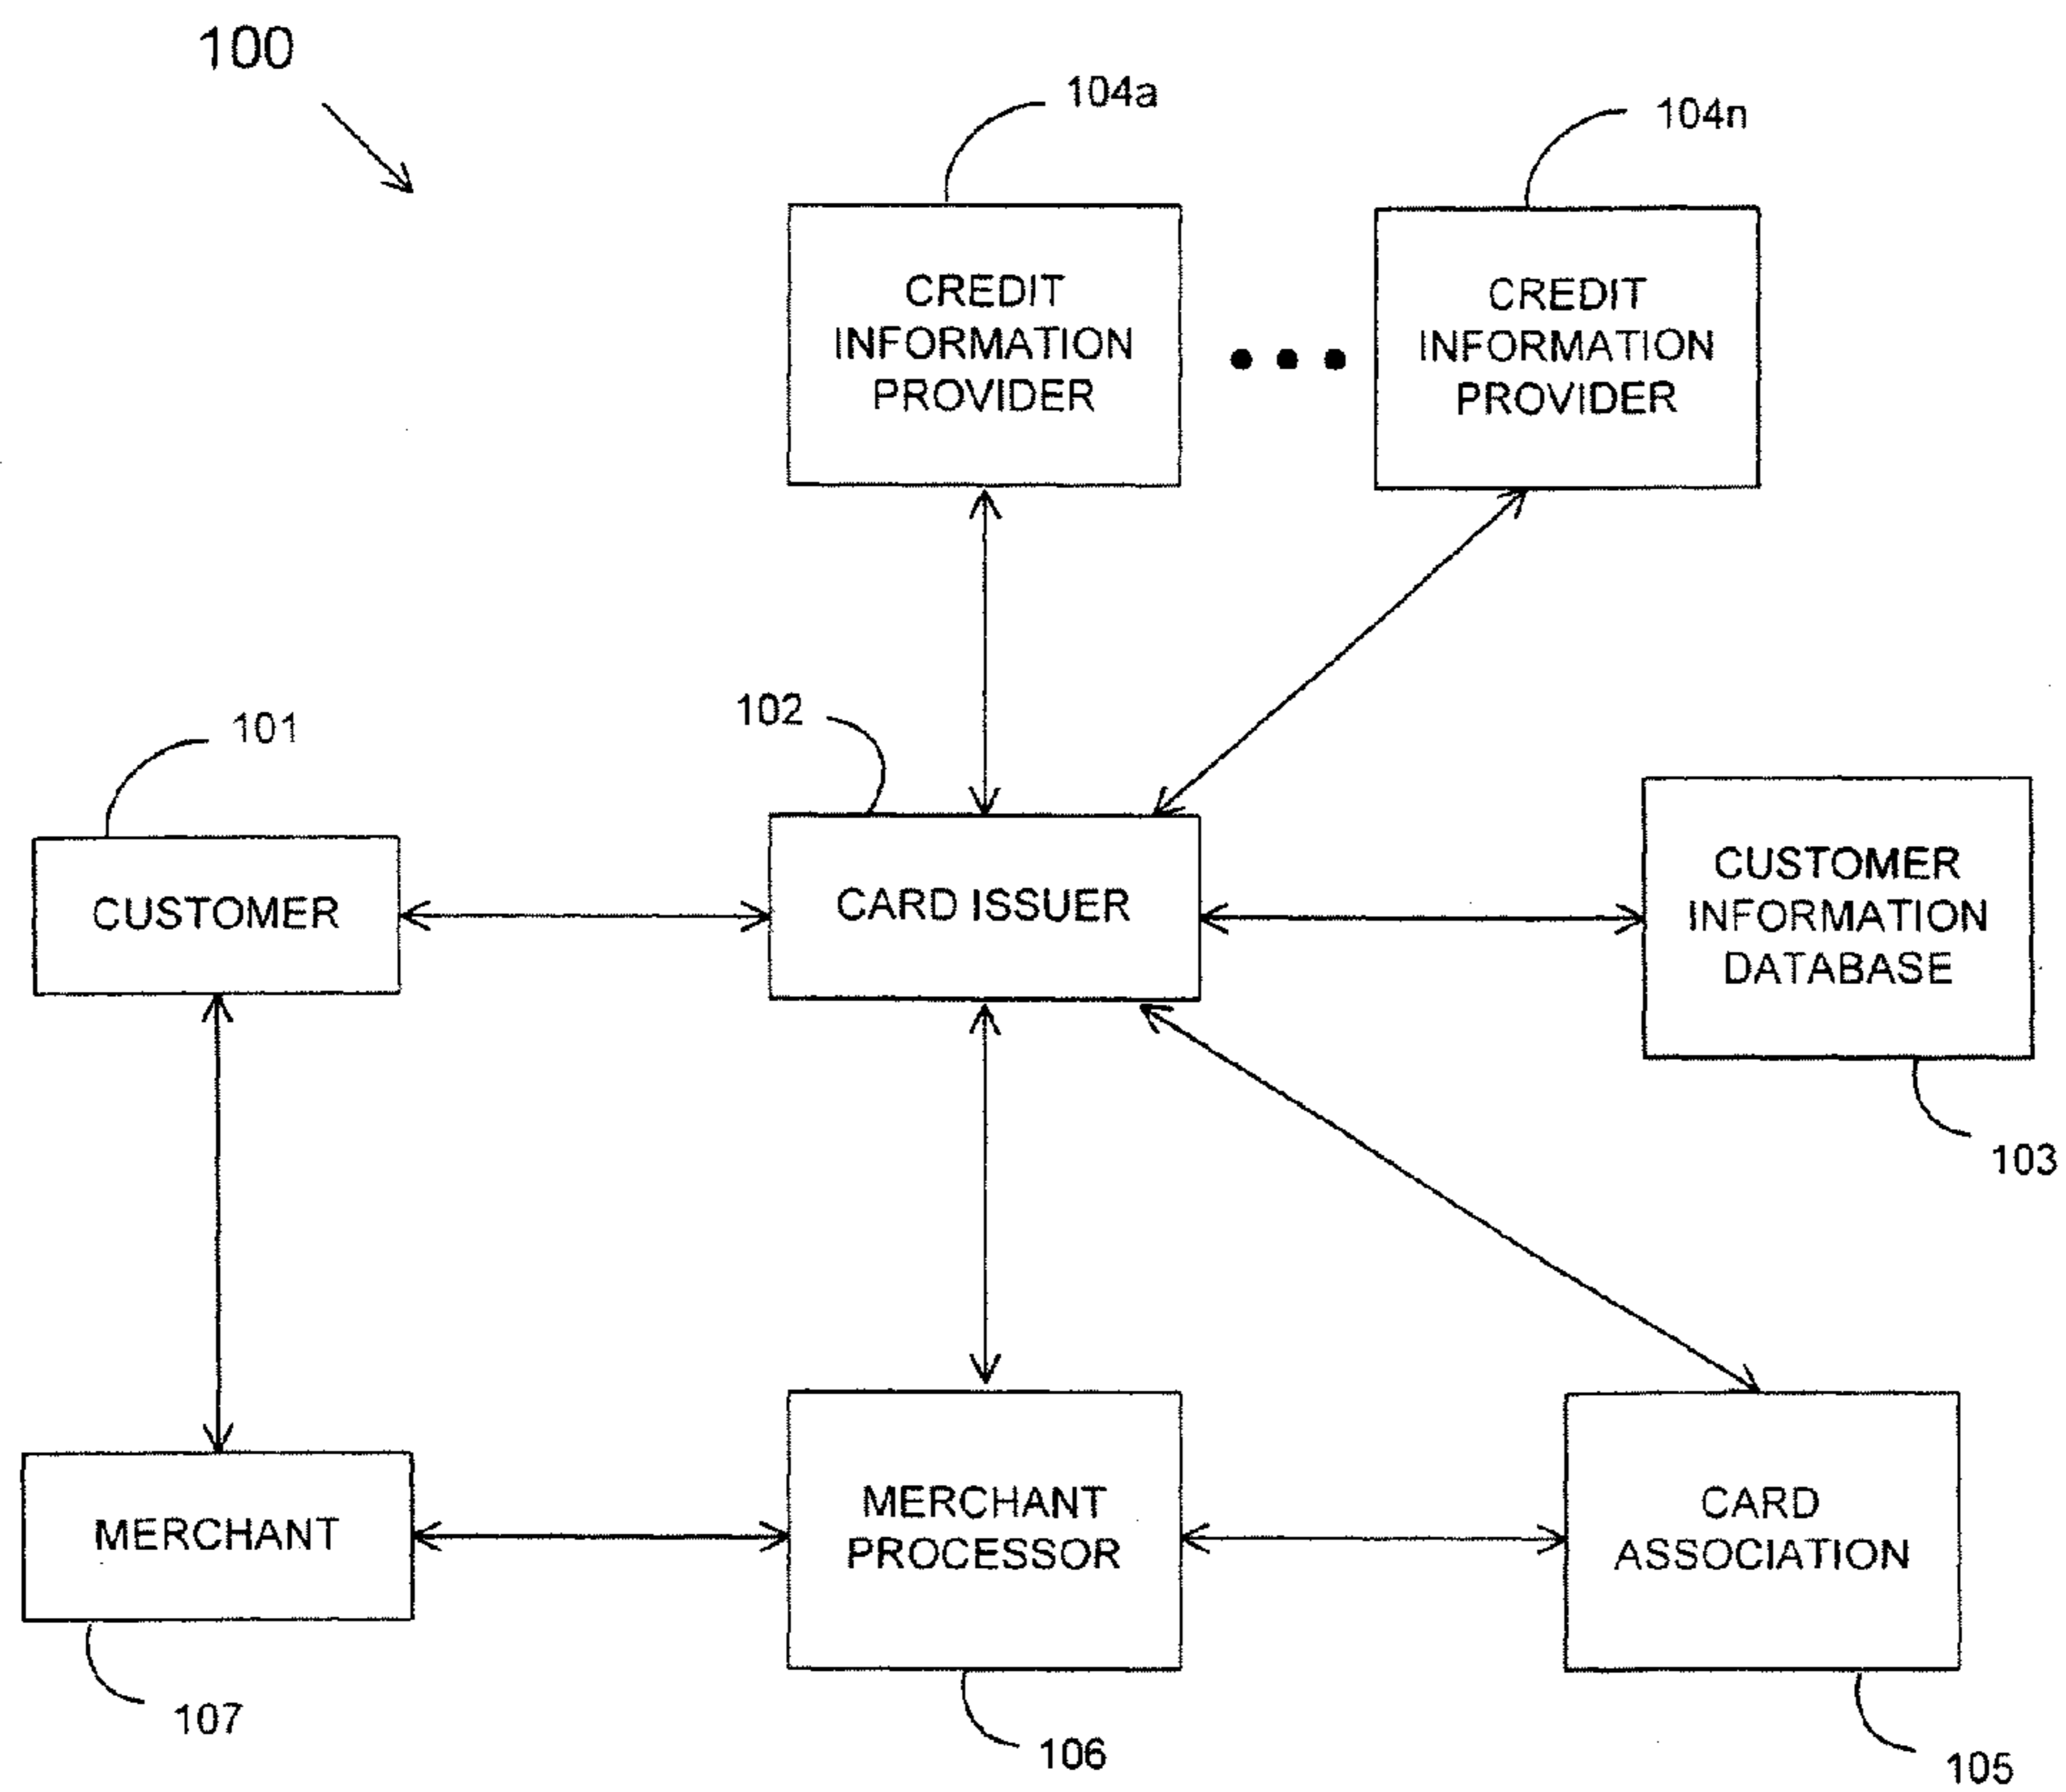 100
104a
104n
CREDIT
INFORMATION
PROVIDER
CREDIT
INFORMATION
PROVIDER
101
102
CUSTOMER
CARD ISSUER
CUSTOMER
INFORMATION
DATABASE
103
MERCHANT
MERCHANT
PROCESSOR
CARD
ASSOCIATION
107
106
105